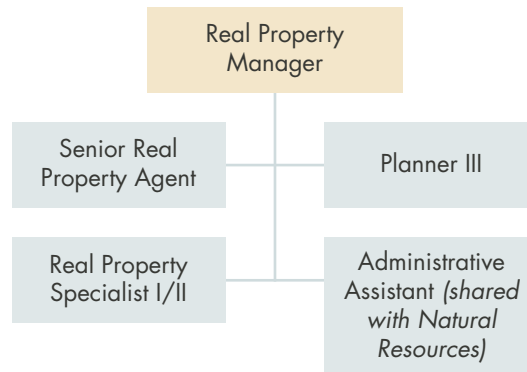 Real Property
Manager
Senior Real
Property Agent
Planner III
Real Property
Specialist I/II
Administrative
Assistant (shared
with Natural
Resources)